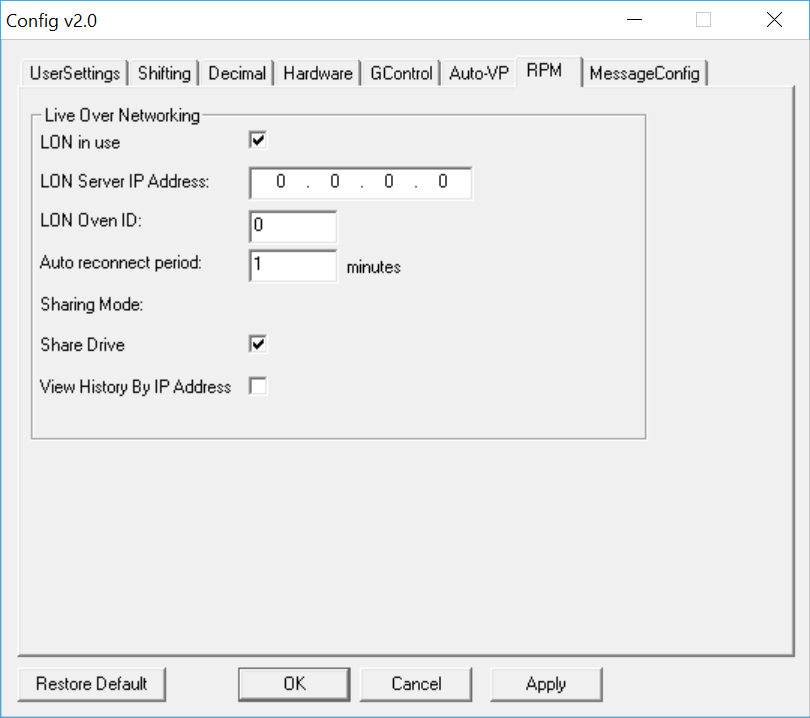 Config v2.0
UserSettings Shifting Decimal Hardware GControl Auto-VP RPM MessageConfig
Live Over Networking
LON in use
LON Server IP Address: 0 . 0 . 0 . 0
LON Oven ID: 0
Auto reconnect period: 1 minutes
Sharing Mode:
Share Drive
View History By IP Address
Restore Default OK Cancel Apply